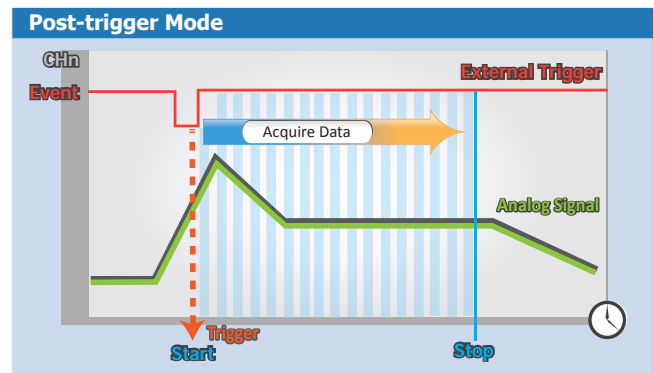 Post-trigger Mode
CHn
External Trigger
Event
Acquire Data
Analog Signal
Trigger
Start
Stop